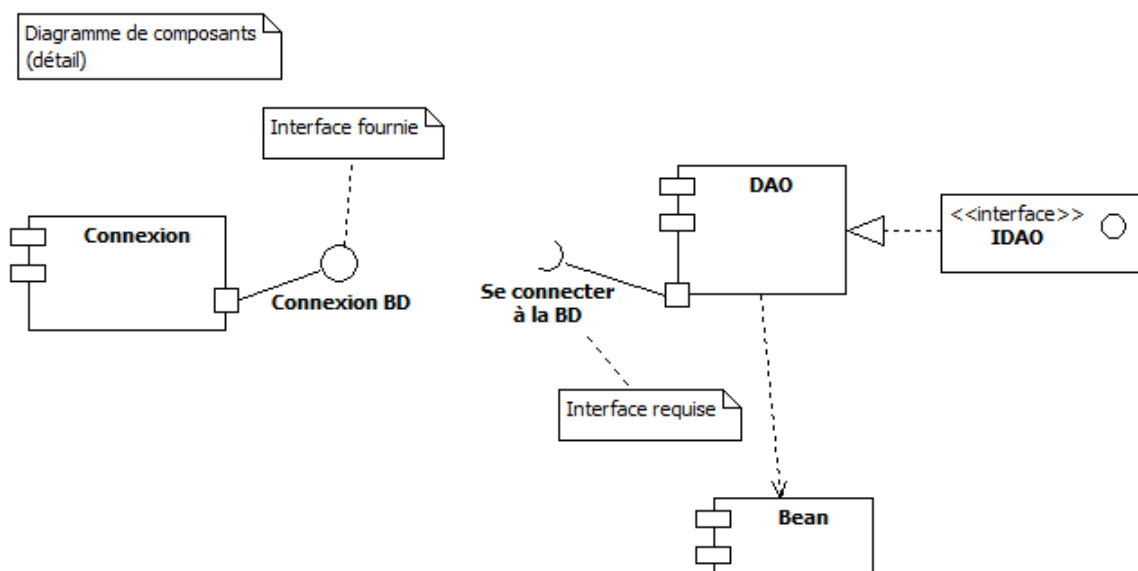 Diagramme de composants
(détail)
Interface fournie
Connexion
Connexion BD
DAO
<<interface>>
IDAO
Se connecter
à la BD
Interface requise
Bean